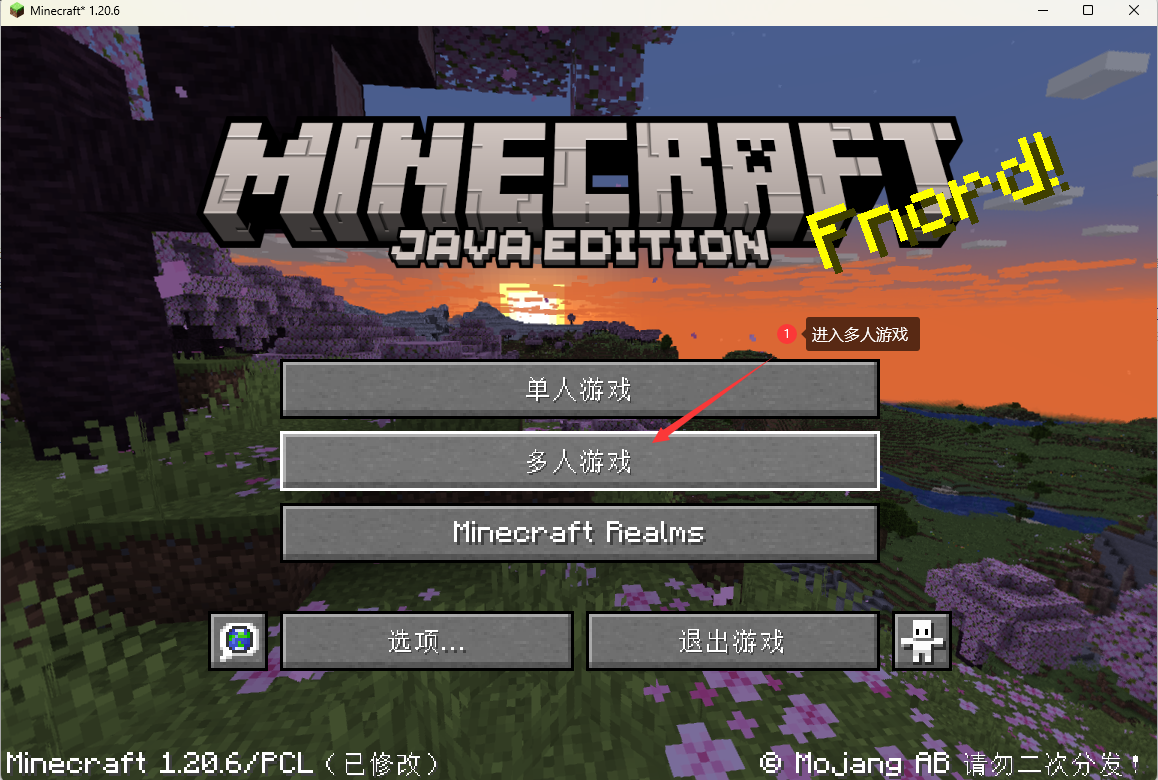 Minecraft* 1.20.6
MINECRAFT
JAVA EDITION
Fnord!
1 进入多人游戏
单人游戏
多人游戏
Minecraft Realms
选项...
退出游戏
Minecraft 1.20.6/PCL（已修改）
© Mojang AB 请勿二次分发！